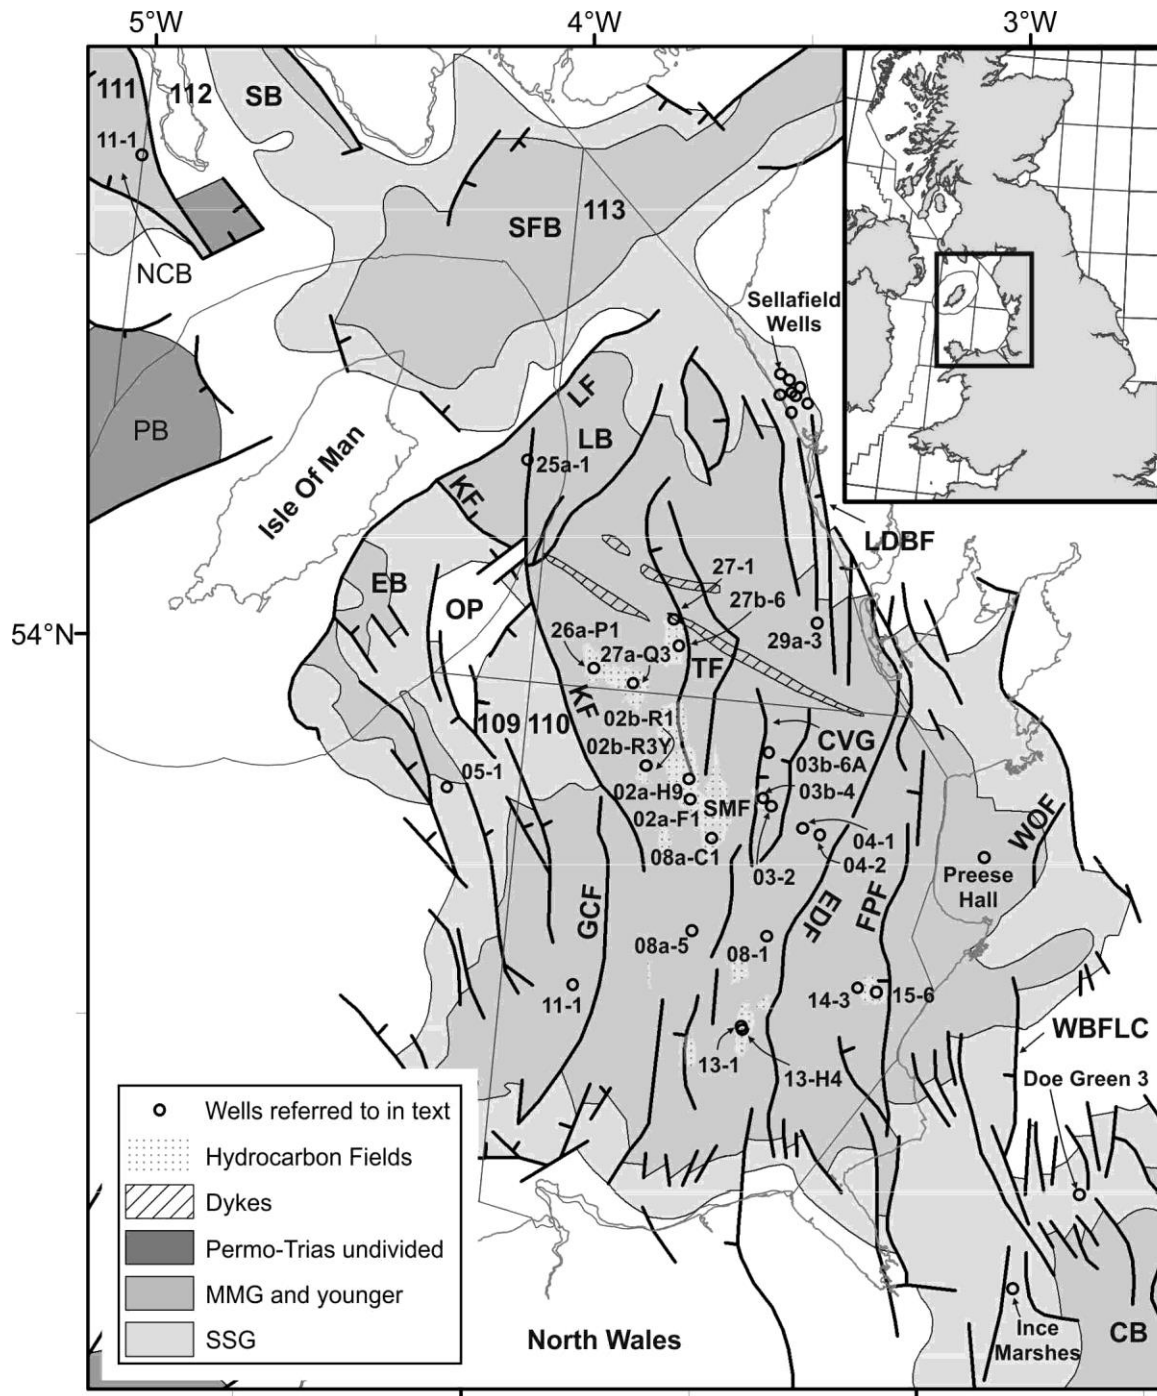 5°W
4°W
3°W
111
112
SB
11-1
113
SFB
NCB
Sellafield
Wells
PB
LF
LB
Isle Of Man
25a-1
KF
LDBF
EB
27-1
OP
27b-6
54°N
26a-P1
29a-3
27a-Q3
TF
KF
02b-R1
109
110
CVG
02b-R3Y
03b-6A
05-1
02a-H9
SMF
03b-4
02a-F1
04-1
WOF
08a-C1
03-2
04-2
Preese
Hall
GCF
EDF
FPF
08a-5
08-1
11-1
14-3
15-6
WBFLC
13-1
13-H4
Doe Green 3
Wells referred to in text
Hydrocarbon Fields
Dykes
Permo-Trias undivided
MMG and younger
SSG
North Wales
Ince
Marshes
CB